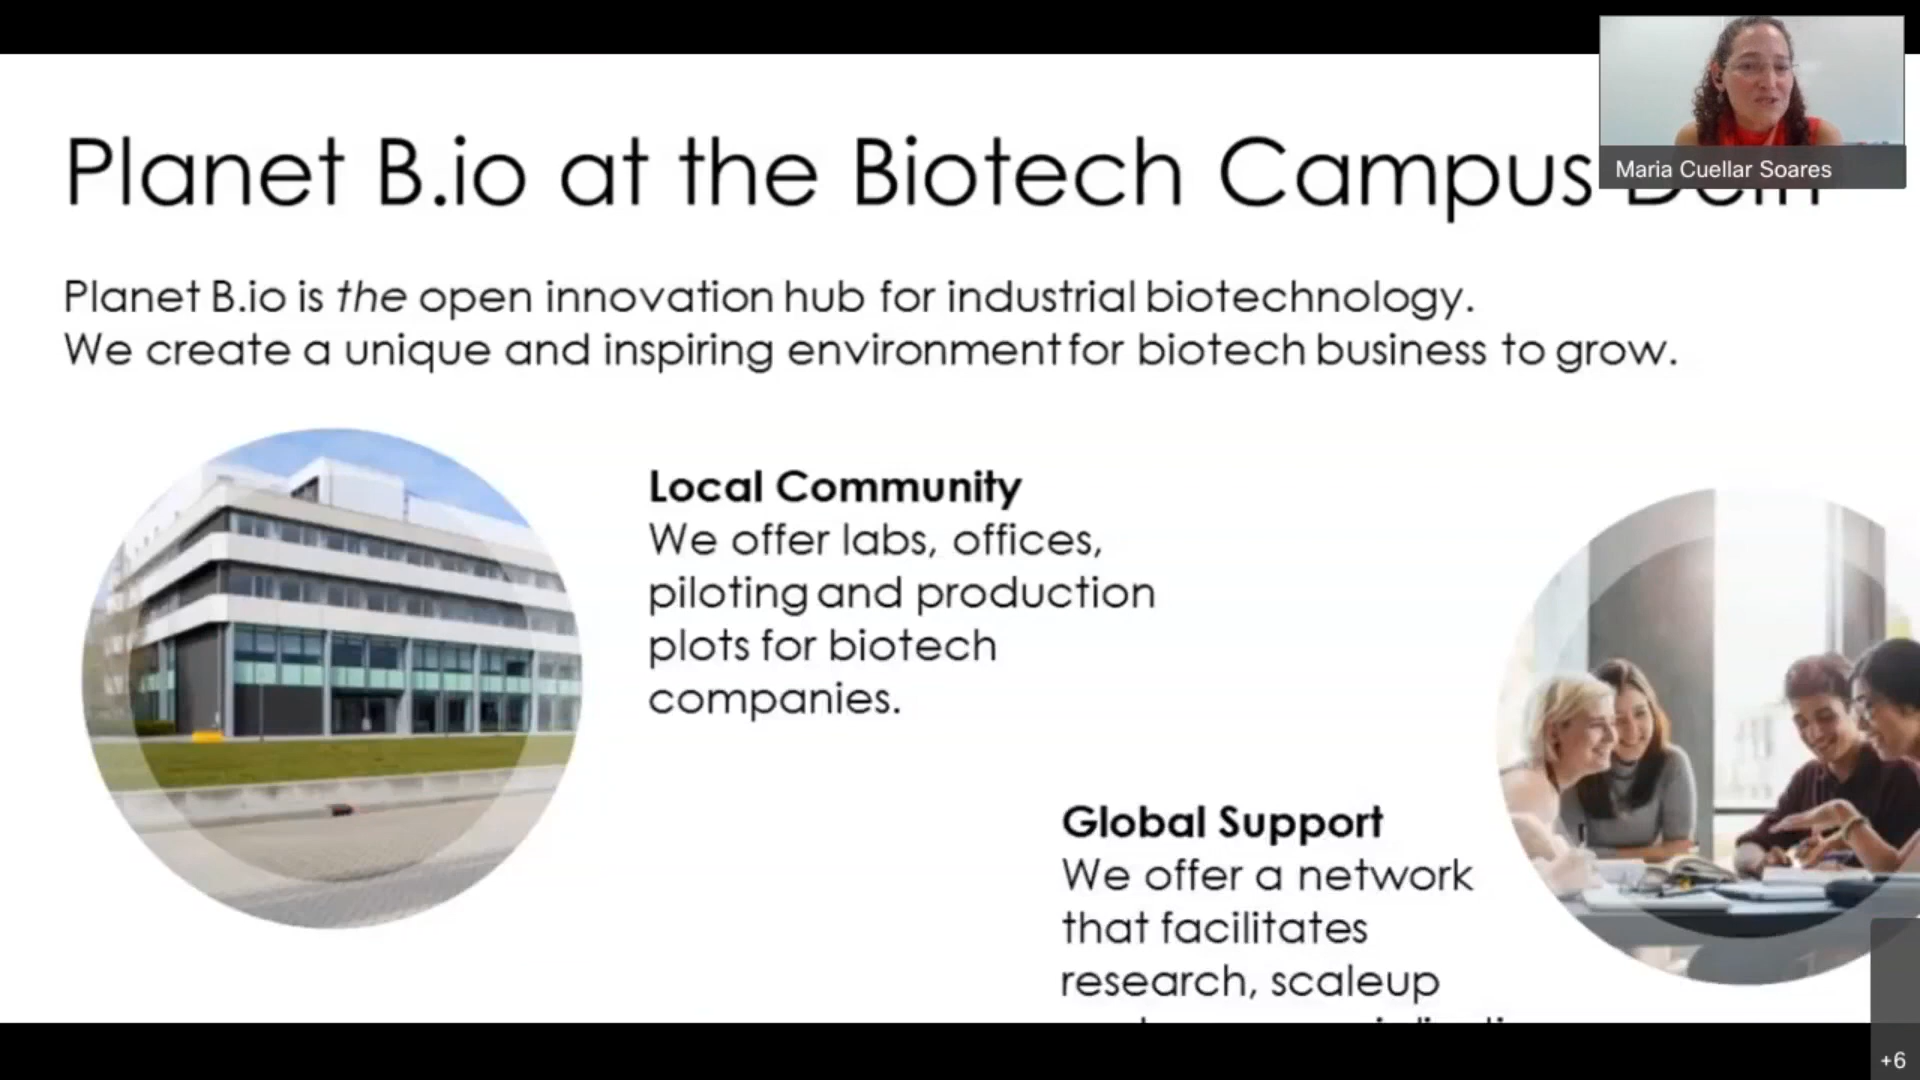 Planet B.io at the Biotech Campus
Maria Cuellar Soares
Planet B.io is the open innovation hub for industrial biotechnology.
We create a unique and inspiring environment for biotech business to grow.
Local Community
We offer labs, offices,
piloting and production
plots for biotech
companies.
Global Support
We offer a network
that facilitates
research, scaleup
+6